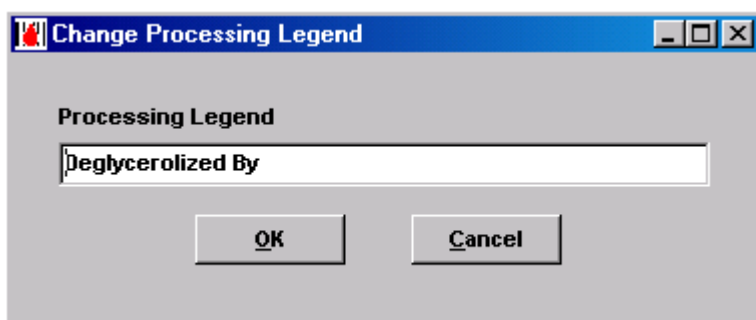 Change Processing Legend
Processing Legend
Deglycerolized By
OK Cancel